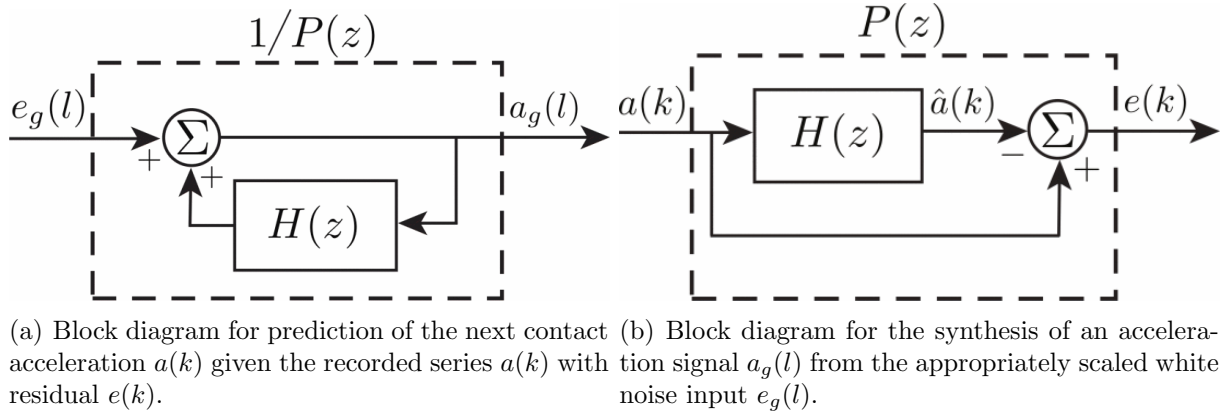 1/P(z)
e_g(l)
Σ
a_g(l)
+
+
H(z)
P(z)
a(k)
H(z)
â(k)
Σ
e(k)
−
+
(a) Block diagram for prediction of the next contact
acceleration a(k) given the recorded series a(k) with
residual e(k).
(b) Block diagram for the synthesis of an accelera-
tion signal a_g(l) from the appropriately scaled white
noise input e_g(l).